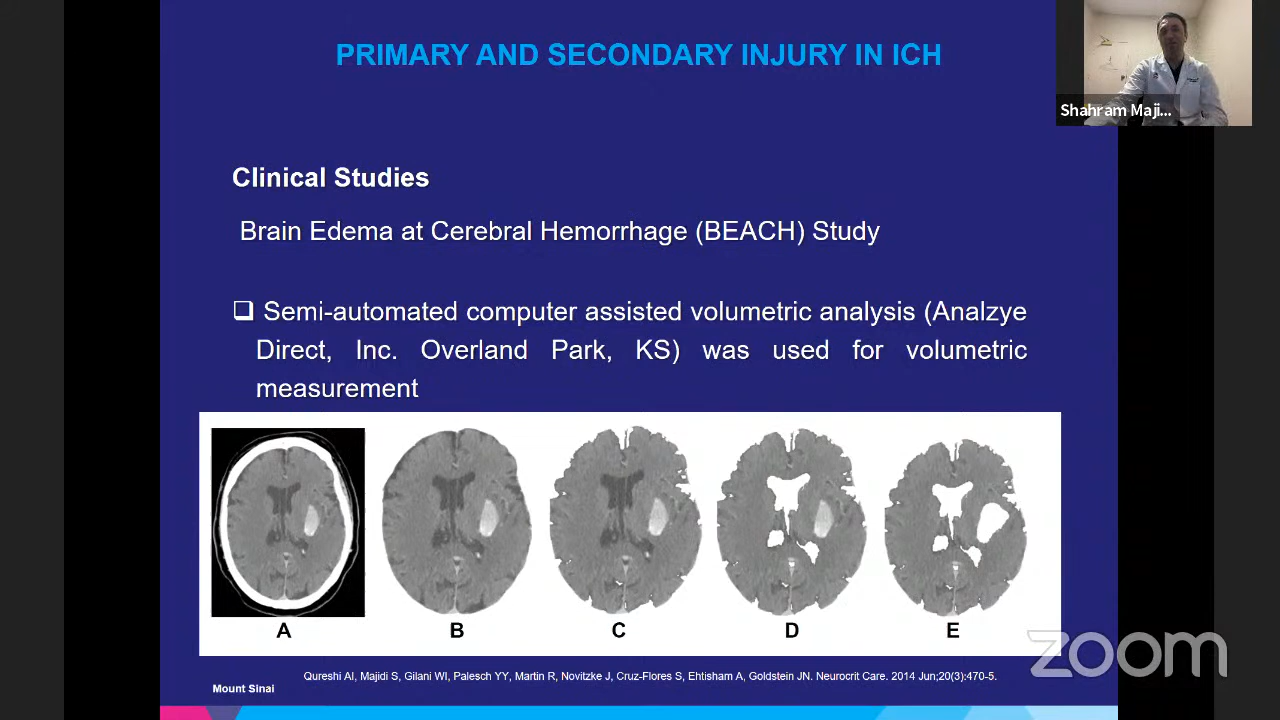 PRIMARY AND SECONDARY INJURY IN ICH
Shahram Maji...
Clinical Studies
Brain Edema at Cerebral Hemorrhage (BEACH) Study
❑ Semi-automated computer assisted volumetric analysis (Analzye
Direct, Inc. Overland Park, KS) was used for volumetric
measurement
A B C D E
zoom
Qureshi AI, Majidi S, Gilani WI, Palesch YY, Martin R, Novitzke J, Cruz-Flores S, Ehtisham A, Goldstein JN. Neurocrit Care. 2014 Jun;20(3):470-5.
Mount Sinai